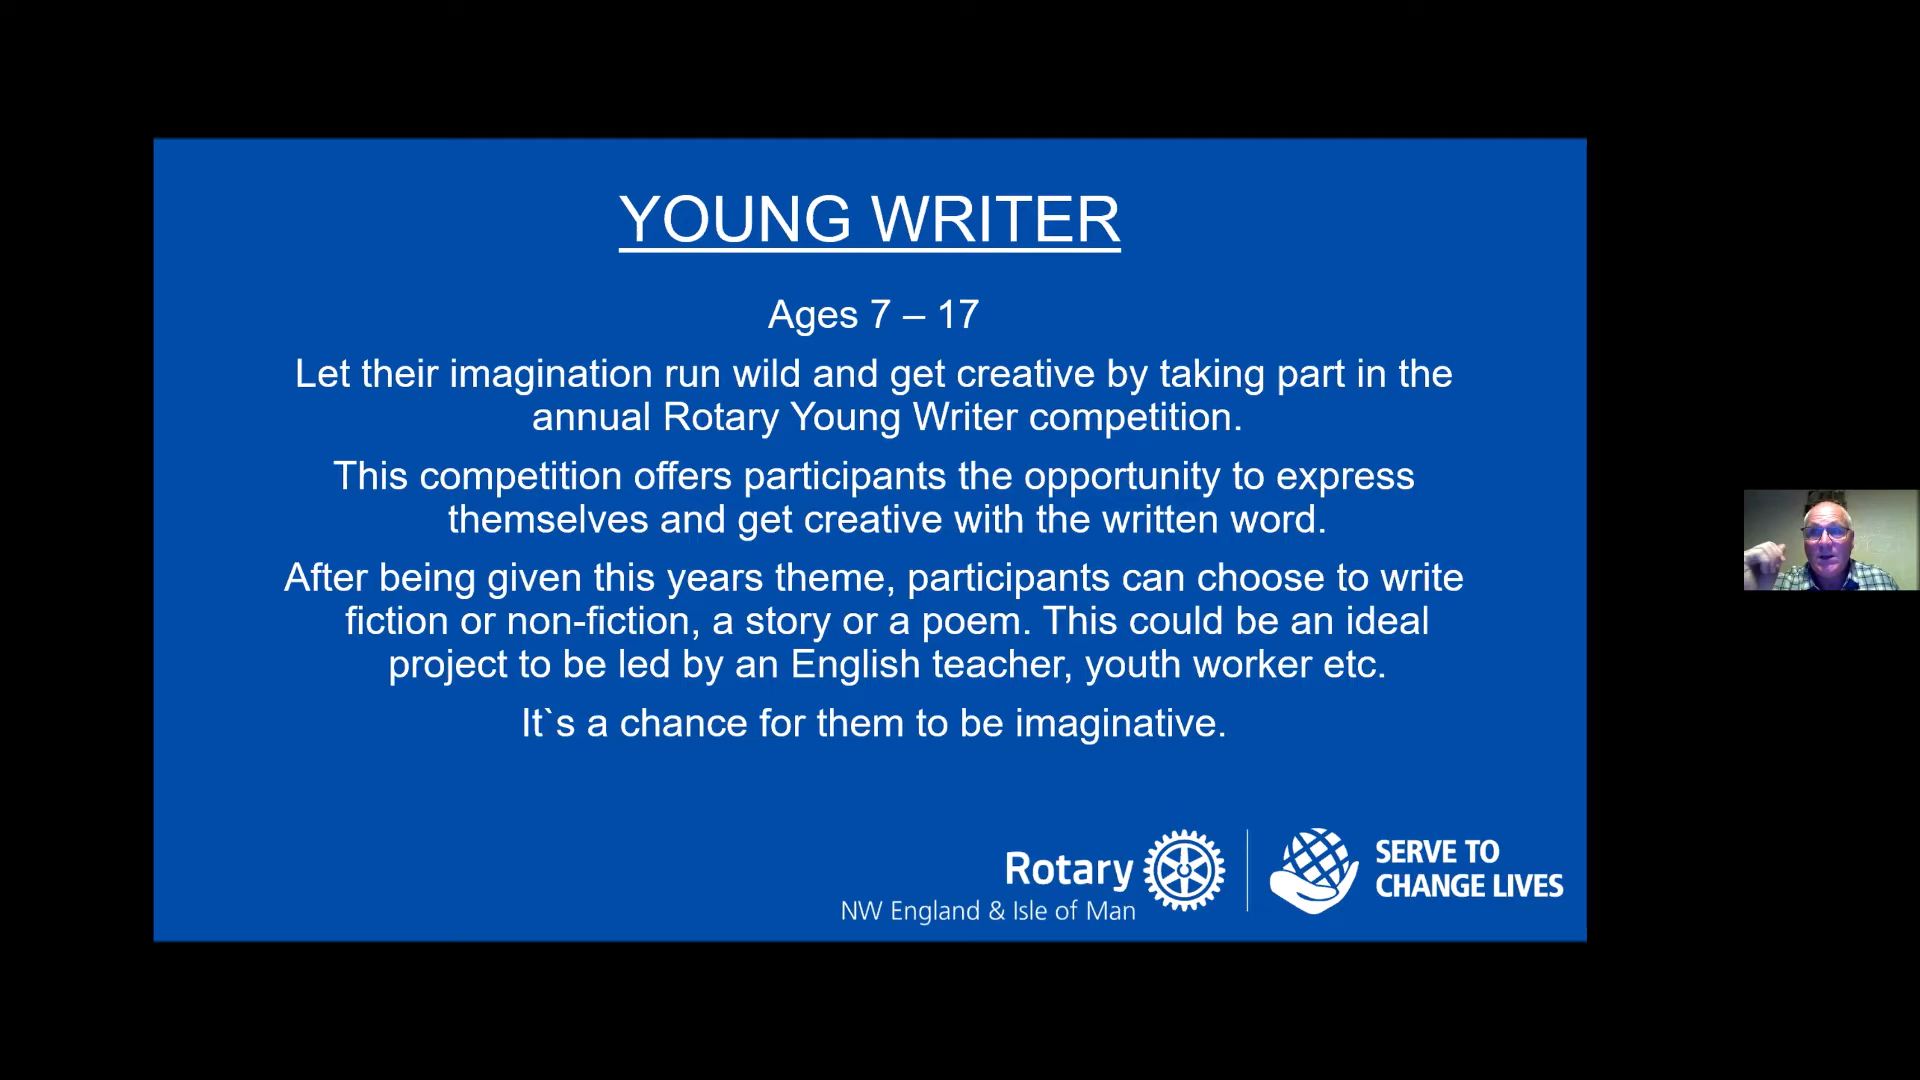 YOUNG WRITER
Ages 7 – 17
Let their imagination run wild and get creative by taking part in the
annual Rotary Young Writer competition.
This competition offers participants the opportunity to express
themselves and get creative with the written word.
After being given this years theme, participants can choose to write
fiction or non-fiction, a story or a poem. This could be an ideal
project to be led by an English teacher, youth worker etc.
It`s a chance for them to be imaginative.
Rotary
NW England & Isle of Man
SERVE TO
CHANGE LIVES